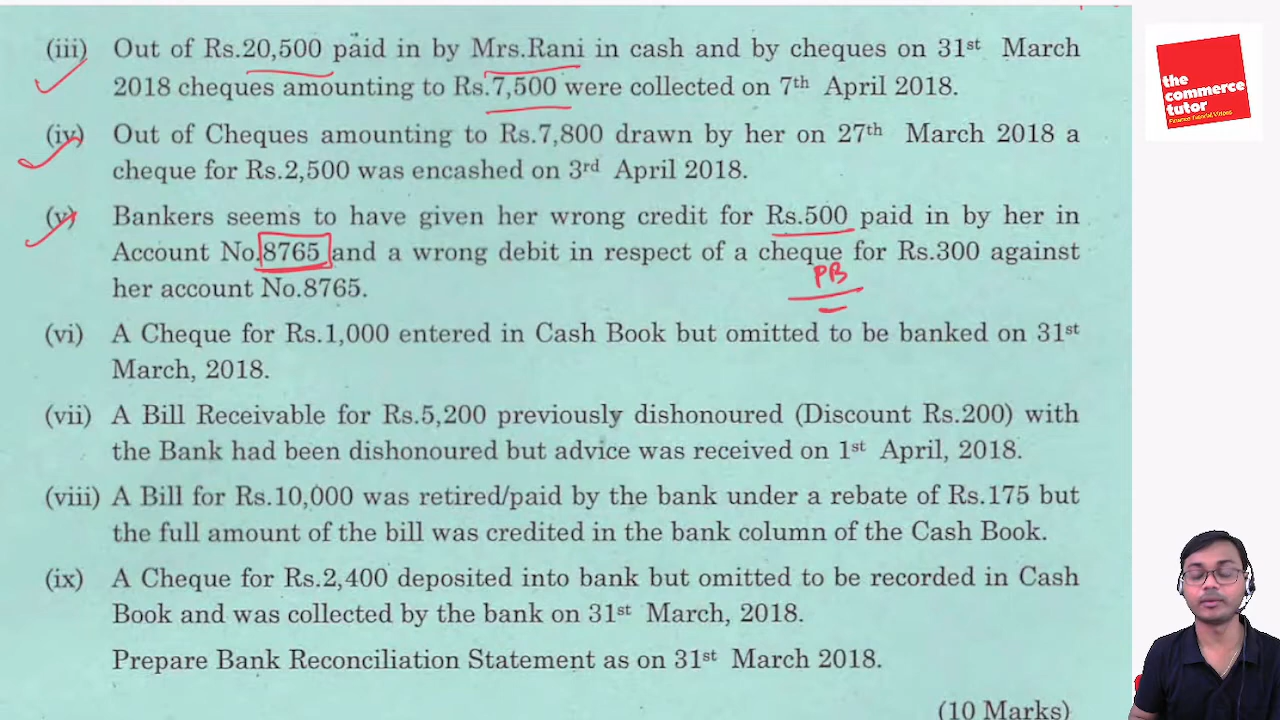 (iii) Out of Rs.20,500 paid in by Mrs.Rani in cash and by cheques on 31st March
2018 cheques amounting to Rs.7,500 were collected on 7th April 2018.
(iv) Out of Cheques amounting to Rs.7,800 drawn by her on 27th March 2018 a
cheque for Rs.2,500 was encashed on 3rd April 2018.
(v) Bankers seems to have given her wrong credit for Rs.500 paid in by her in
Account No.8765 and a wrong debit in respect of a cheque for Rs.300 against
her account No.8765.
PB
(vi) A Cheque for Rs.1,000 entered in Cash Book but omitted to be banked on 31st
March, 2018.
(vii) A Bill Receivable for Rs.5,200 previously dishonoured (Discount Rs.200) with
the Bank had been dishonoured but advice was received on 1st April, 2018.
(viii) A Bill for Rs.10,000 was retired/paid by the bank under a rebate of Rs.175 but
the full amount of the bill was credited in the bank column of the Cash Book.
(ix) A Cheque for Rs.2,400 deposited into bank but omitted to be recorded in Cash
Book and was collected by the bank on 31st March, 2018.
Prepare Bank Reconciliation Statement as on 31st March 2018.
(10 Marks)
the
commerce
tutor
Finance Tutorial Videos